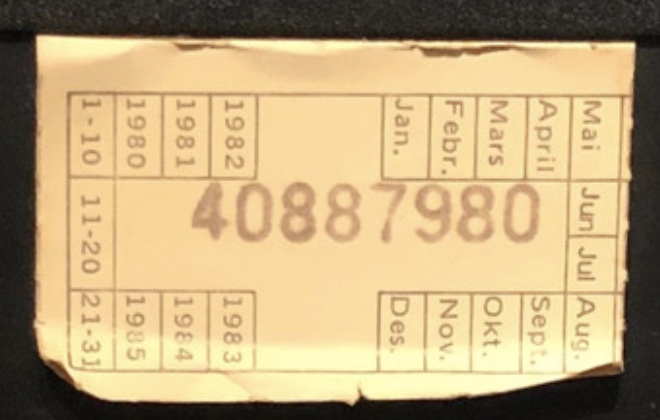 1-10 1980 1981 1982 Jan. Febr. Mars April Mai
11-20 40887980 Jun Jul
21-31 1985 1984 1983 Des. Nov. Okt. Sept. Aug.